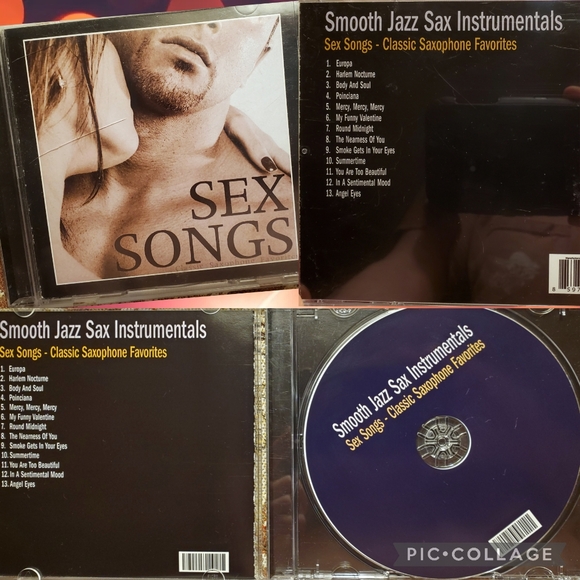 SEX
SONGS
Smooth Jazz Sax Instrumentals
Sex Songs - Classic Saxophone Favorites
1. Europa
2. Harlem Nocturne
3. Body And Soul
4. Poinciana
5. Mercy, Mercy, Mercy
6. My Funny Valentine
7. Round Midnight
8. The Nearness Of You
9. Smoke Gets In Your Eyes
10. Summertime
11. You Are Too Beautiful
12. In A Sentimental Mood
13. Angel Eyes
8 597
Smooth Jazz Sax Instrumentals
Sex Songs - Classic Saxophone Favorites
1. Europa
2. Harlem Nocturne
3. Body And Soul
4. Poinciana
5. Mercy, Mercy, Mercy
6. My Funny Valentine
7. Round Midnight
8. The Nearness Of You
9. Smoke Gets In Your Eyes
10. Summertime
11. You Are Too Beautiful
12. In A Sentimental Mood
13. Angel Eyes
Smooth Jazz Sax Instrumentals
Sex Songs - Classic Saxophone Favorites
PIC•COLLAGE